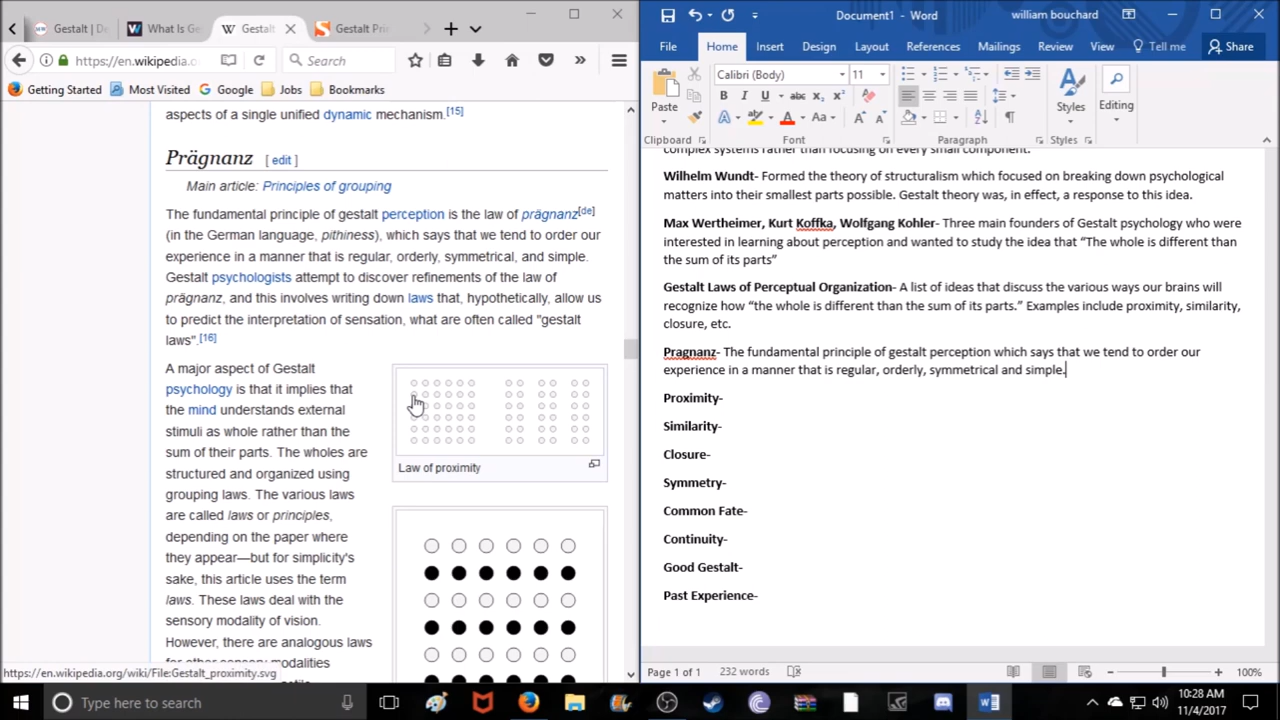 Gestalt | De
What Is Ge
Gestalt
Gestalt Prin
https://en.wikipedia.o
Search
Getting Started
Most Visited
Google
Jobs
Bookmarks
aspects of a single unified dynamic mechanism.[15]
Prägnanz [ edit ]
Main article: Principles of grouping
The fundamental principle of gestalt perception is the law of prägnanz[de]
(in the German language, pithiness), which says that we tend to order our
experience in a manner that is regular, orderly, symmetrical, and simple.
Gestalt psychologists attempt to discover refinements of the law of
prägnanz, and this involves writing down laws that, hypothetically, allow us
to predict the interpretation of sensation, what are often called "gestalt
laws".[16]
A major aspect of Gestalt
psychology is that it implies that
the mind understands external
stimuli as whole rather than the
sum of their parts. The wholes are
structured and organized using
grouping laws. The various laws
are called laws or principles,
depending on the paper where
they appear—but for simplicity's
sake, this article uses the term
laws. These laws deal with the
sensory modality of vision.
However, there are analogous laws
for other sensory modalities
Law of proximity
https://en.wikipedia.org/wiki/File:Gestalt_proximity.svg
Document1 - Word
william bouchard
File Home Insert Design Layout References Mailings Review View Tell me Share
Calibri (Body) 11
Paste
Styles
Editing
Clipboard Font Paragraph Styles
complex systems rather than focusing on every small component.
Wilhelm Wundt- Formed the theory of structuralism which focused on breaking down psychological
matters into their smallest parts possible. Gestalt theory was, in effect, a response to this idea.
Max Wertheimer, Kurt Koffka, Wolfgang Kohler- Three main founders of Gestalt psychology who were
interested in learning about perception and wanted to study the idea that “The whole is different than
the sum of its parts”
Gestalt Laws of Perceptual Organization- A list of ideas that discuss the various ways our brains will
recognize how “the whole is different than the sum of its parts.” Examples include proximity, similarity,
closure, etc.
Pragnanz- The fundamental principle of gestalt perception which says that we tend to order our
experience in a manner that is regular, orderly, symmetrical and simple.
Proximity-
Similarity-
Closure-
Symmetry-
Common Fate-
Continuity-
Good Gestalt-
Past Experience-
Page 1 of 1 232 words
100%
Type here to search
10:28 AM
11/4/2017